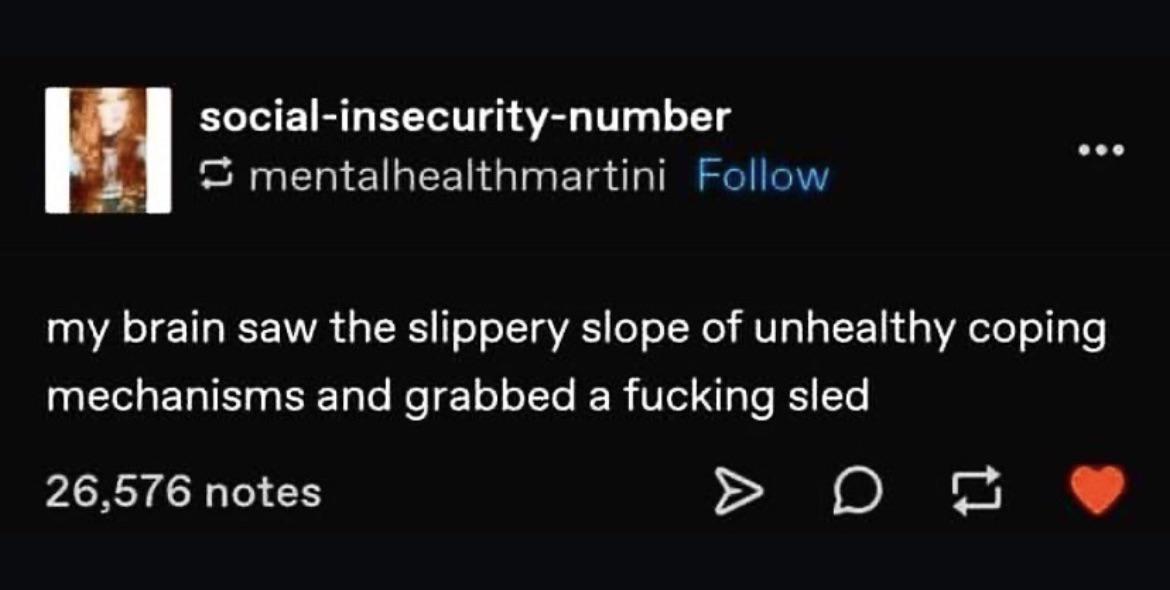 social-insecurity-number
mentalhealthmartini Follow
my brain saw the slippery slope of unhealthy coping
mechanisms and grabbed a fucking sled
26,576 notes